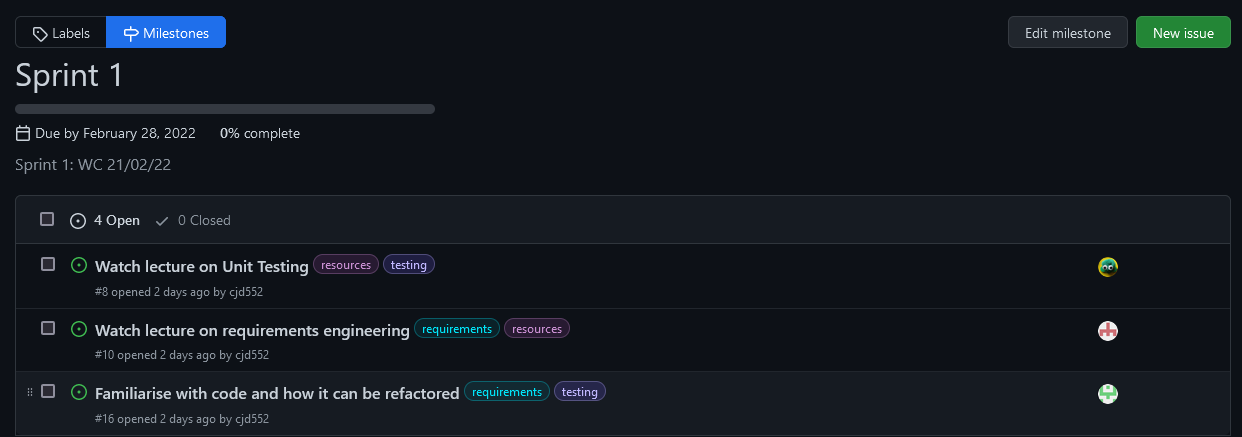 Labels Milestones Edit milestone New issue
Sprint 1
Due by February 28, 2022 0% complete
Sprint 1: WC 21/02/22
4 Open 0 Closed
Watch lecture on Unit Testing resources testing
#8 opened 2 days ago by cjd552
Watch lecture on requirements engineering requirements resources
#10 opened 2 days ago by cjd552
Familiarise with code and how it can be refactored requirements testing
#16 opened 2 days ago by cjd552